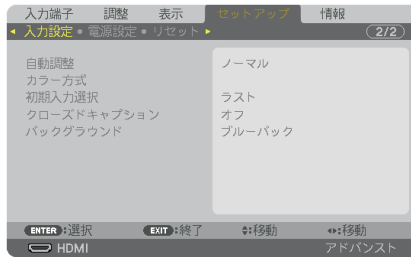 入力端子 調整 表示 セットアップ 情報
入力設定 • 電源設定 • リセット 2/2
自動調整 ノーマル
カラー方式
初期入力選択 ラスト
クローズドキャプション オフ
バックグラウンド ブルーバック
ENTER:選択 EXIT:終了 :移動 :移動
HDMI アドバンスト